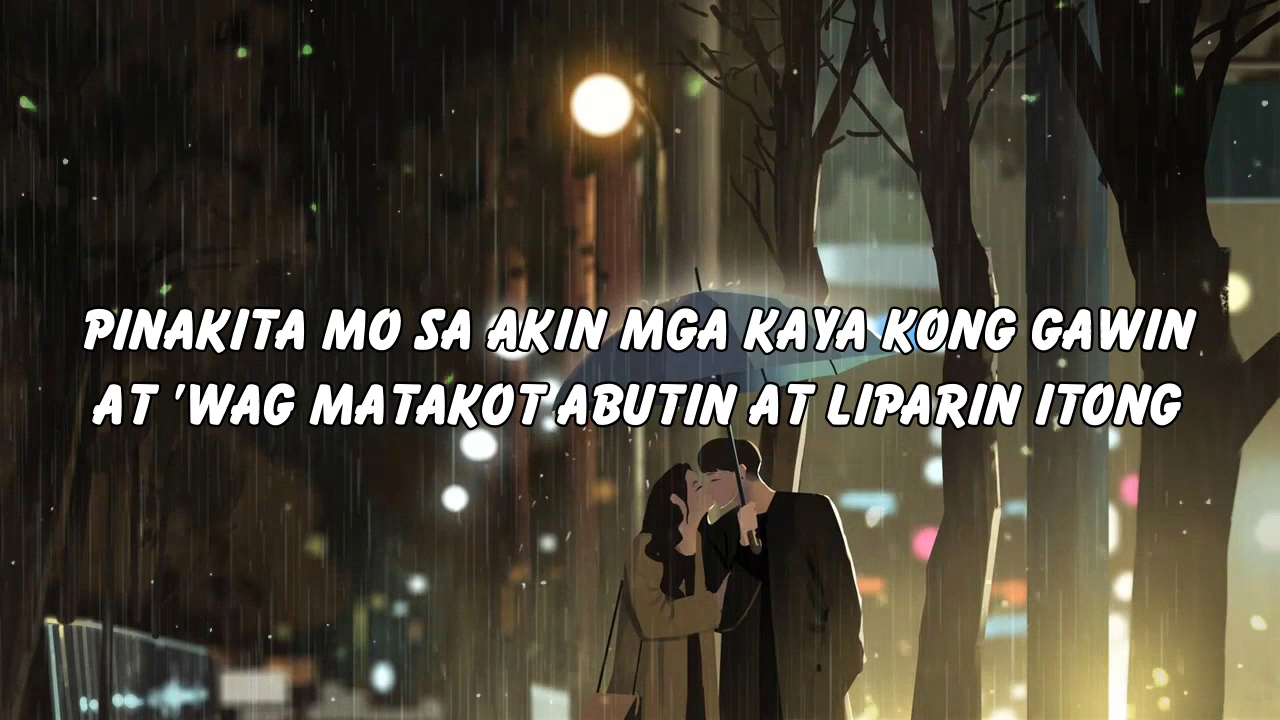 PINAKITA MO SA AKIN MGA KAYA KONG GAWIN
AT 'WAG MATAKOT ABUTIN AT LIPARIN ITONG